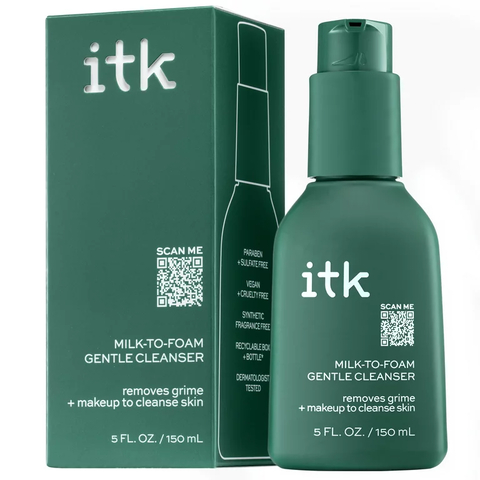 itk
SCAN ME
MILK-TO-FOAM
GENTLE CLEANSER
removes grime
+ makeup to cleanse skin
5 FL. OZ. / 150 mL
PARABEN
+ SULFATE FREE
VEGAN
+ CRUELTY FREE
SYNTHETIC
FRAGRANCE FREE
RECYCLABLE BOX
+ BOTTLE*
DERMATOLOGIST
TESTED
itk
SCAN ME
MILK-TO-FOAM
GENTLE CLEANSER
removes grime
+ makeup to cleanse skin
5 FL. OZ. / 150 mL